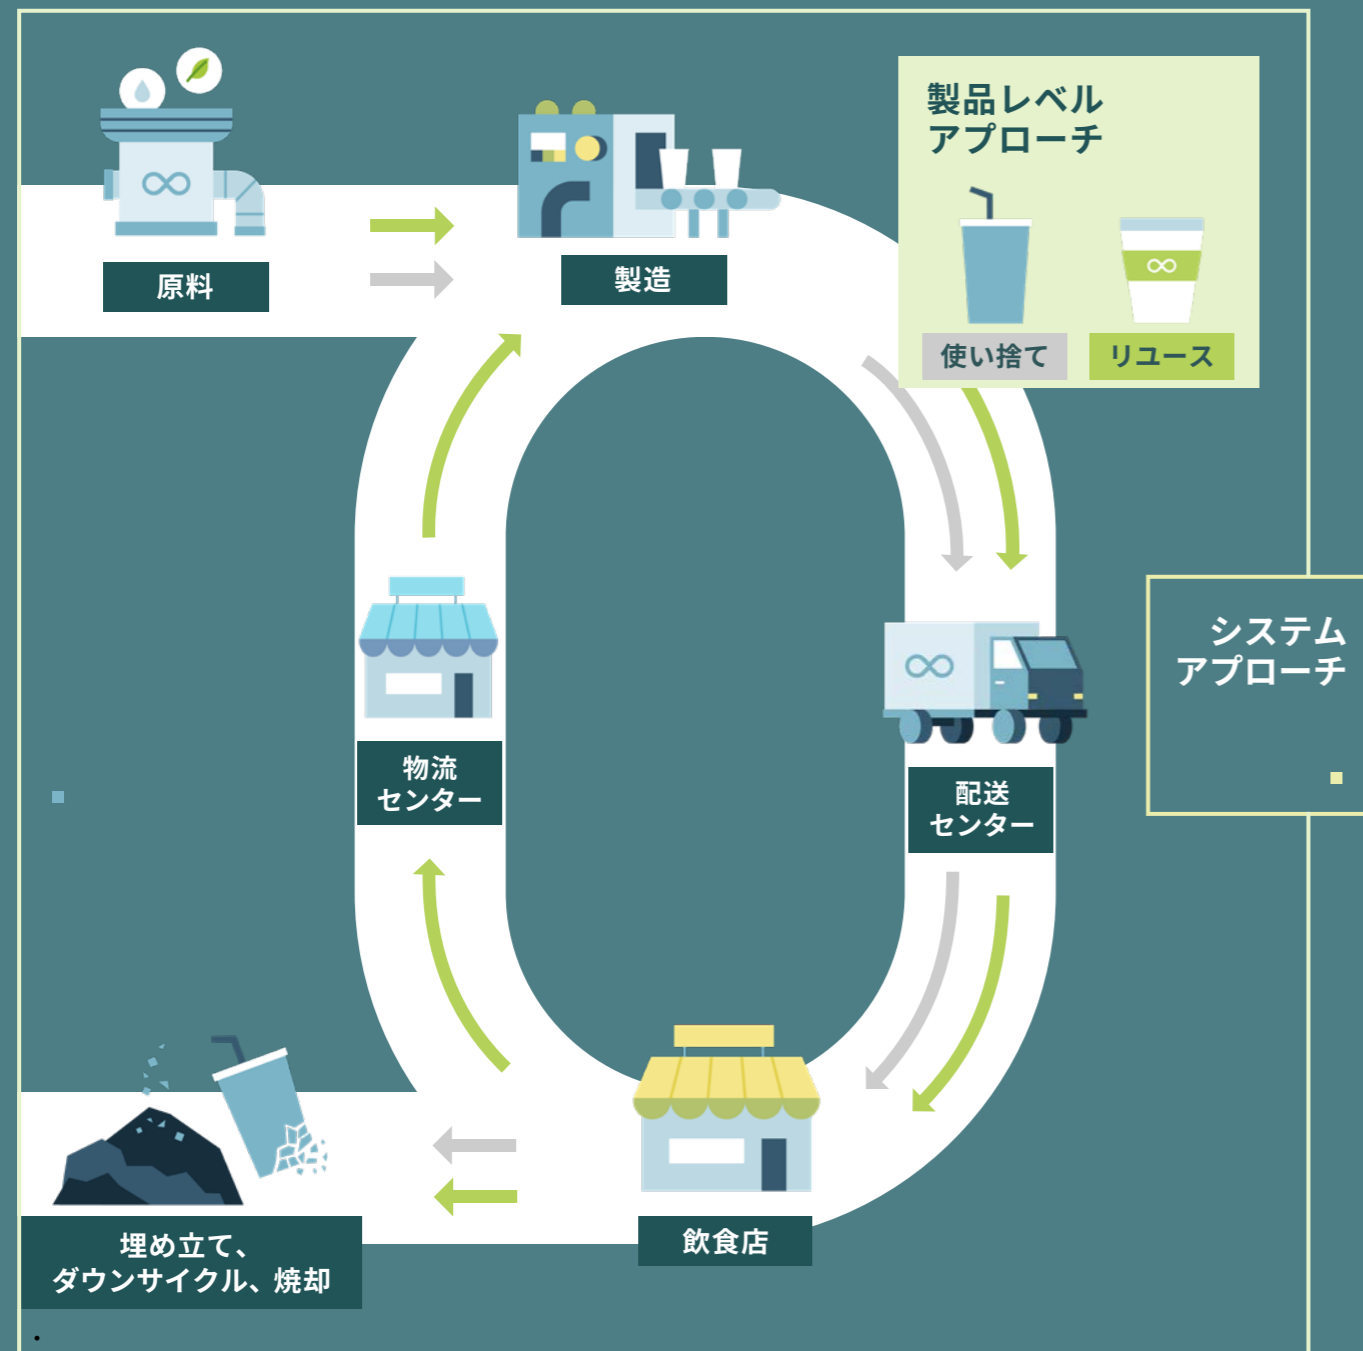 製品レベル
アプローチ
使い捨て
リユース
原料
製造
システム
アプローチ
物流
センター
配送
センター
飲食店
埋め立て、
ダウンサイクル、焼却